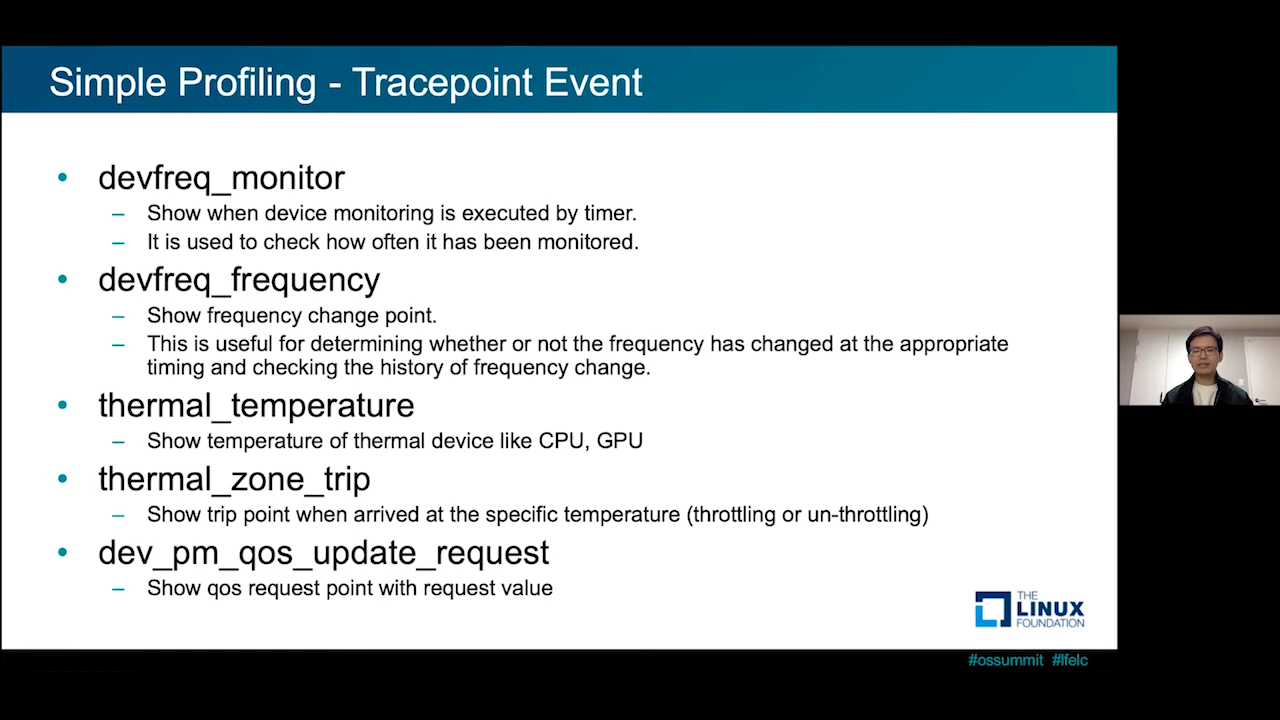 Simple Profiling - Tracepoint Event
• devfreq_monitor
– Show when device monitoring is executed by timer.
– It is used to check how often it has been monitored.
• devfreq_frequency
– Show frequency change point.
– This is useful for determining whether or not the frequency has changed at the appropriate
timing and checking the history of frequency change.
• thermal_temperature
– Show temperature of thermal device like CPU, GPU
• thermal_zone_trip
– Show trip point when arrived at the specific temperature (throttling or un-throttling)
• dev_pm_qos_update_request
– Show qos request point with request value
THE
LINUX
FOUNDATION
#ossummit #lfelc